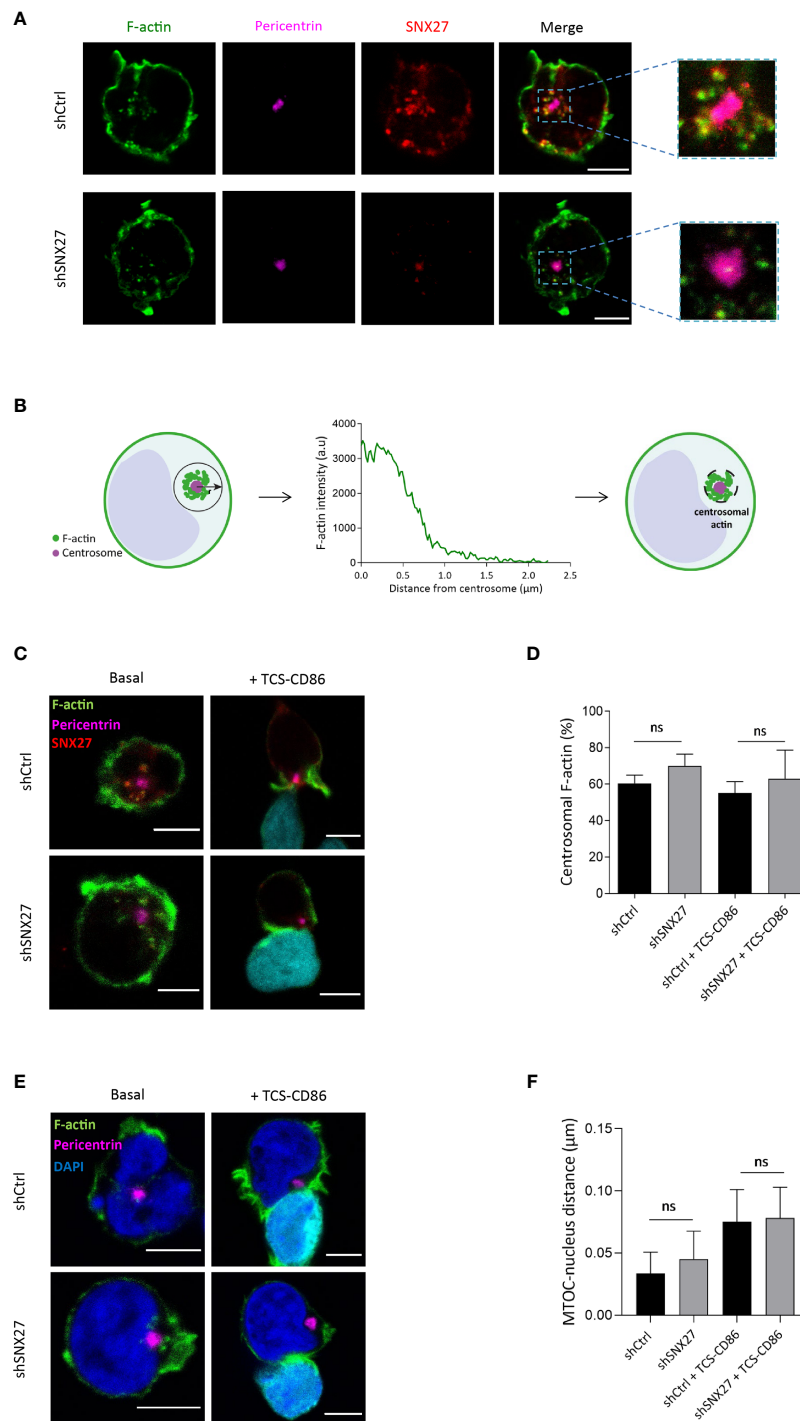 A
F-actin
Pericentrin
SNX27
Merge
shCtrl
shSNX27
B
r
F-actin
Centrosome
F-actin intensity (a.u)
4000
3000
2000
1000
0
0.0
0.5
1.0
1.5
2.0
2.5
Distance from centrosome (µm)
centrosomal
actin
C
Basal
+ TCS-CD86
F-actin
Pericentrin
SNX27
shCtrl
shSNX27
D
Centrosomal F-actin (%)
100
80
60
40
20
0
ns
ns
shCtrl
shSNX27
shCtrl + TCS-CD86
shSNX27 + TCS-CD86
E
Basal
+ TCS-CD86
F-actin
Pericentrin
DAPI
shCtrl
shSNX27
F
MTOC-nucleus distance (µm)
0.15
0.10
0.05
0.00
ns
ns
shCtrl
shSNX27
shCtrl + TCS-CD86
shSNX27 + TCS-CD86